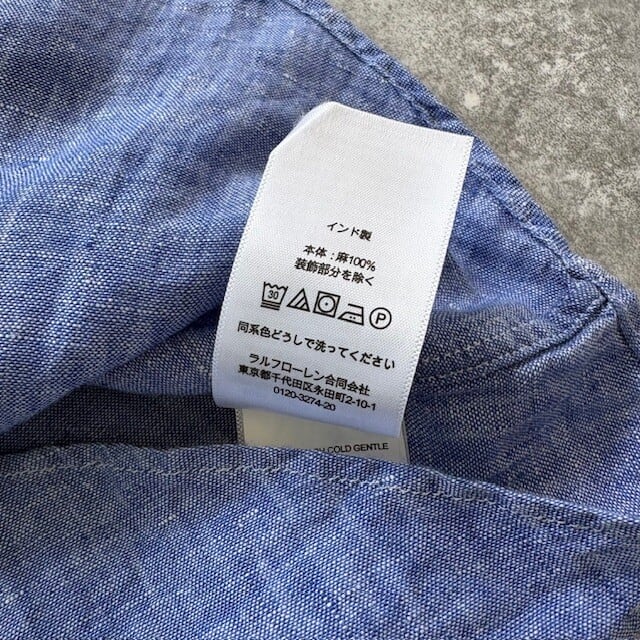 インド製
本体:麻100%
装飾部分を除く
30
P
同系色どうしで洗ってください
ラルフローレン合同会社
東京都千代田区永田町2-10-1
0120-3274-20
COLD GENTLE